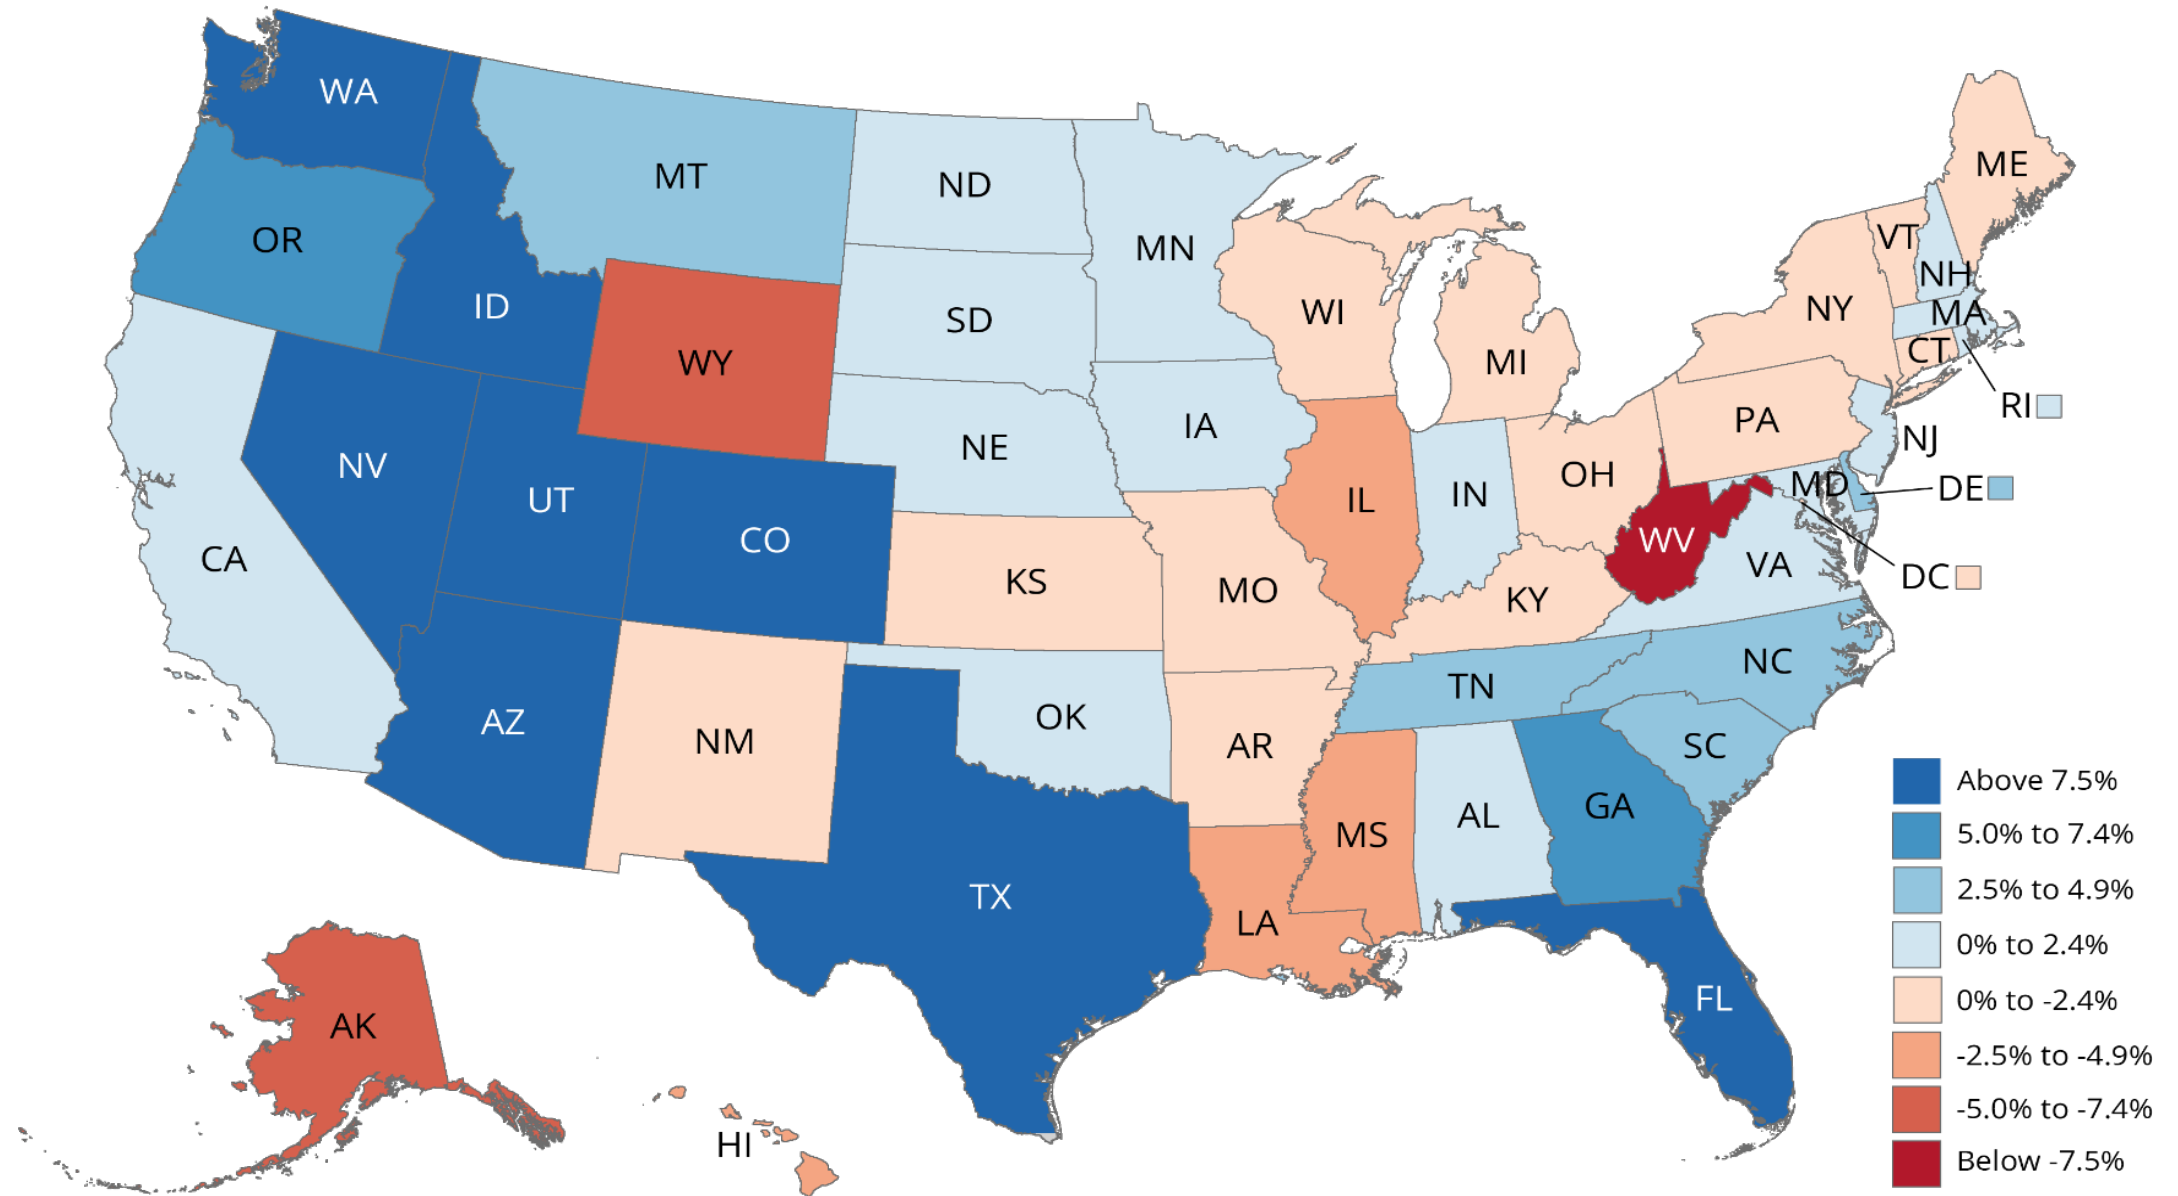 WA
OR
ID
MT
ND
MN
SD
WY
NE
IA
WI
MI
ME
VT
NH
NY
MA
CT
RI
PA
NJ
NV
UT
CO
CA
KS
MO
IL
IN
OH
WV
MD
DE
VA
DC
KY
AZ
NM
OK
AR
TN
NC
SC
TX
LA
MS
AL
GA
FL
AK
HI
Above 7.5%
5.0% to 7.4%
2.5% to 4.9%
0% to 2.4%
0% to -2.4%
-2.5% to -4.9%
-5.0% to -7.4%
Below -7.5%